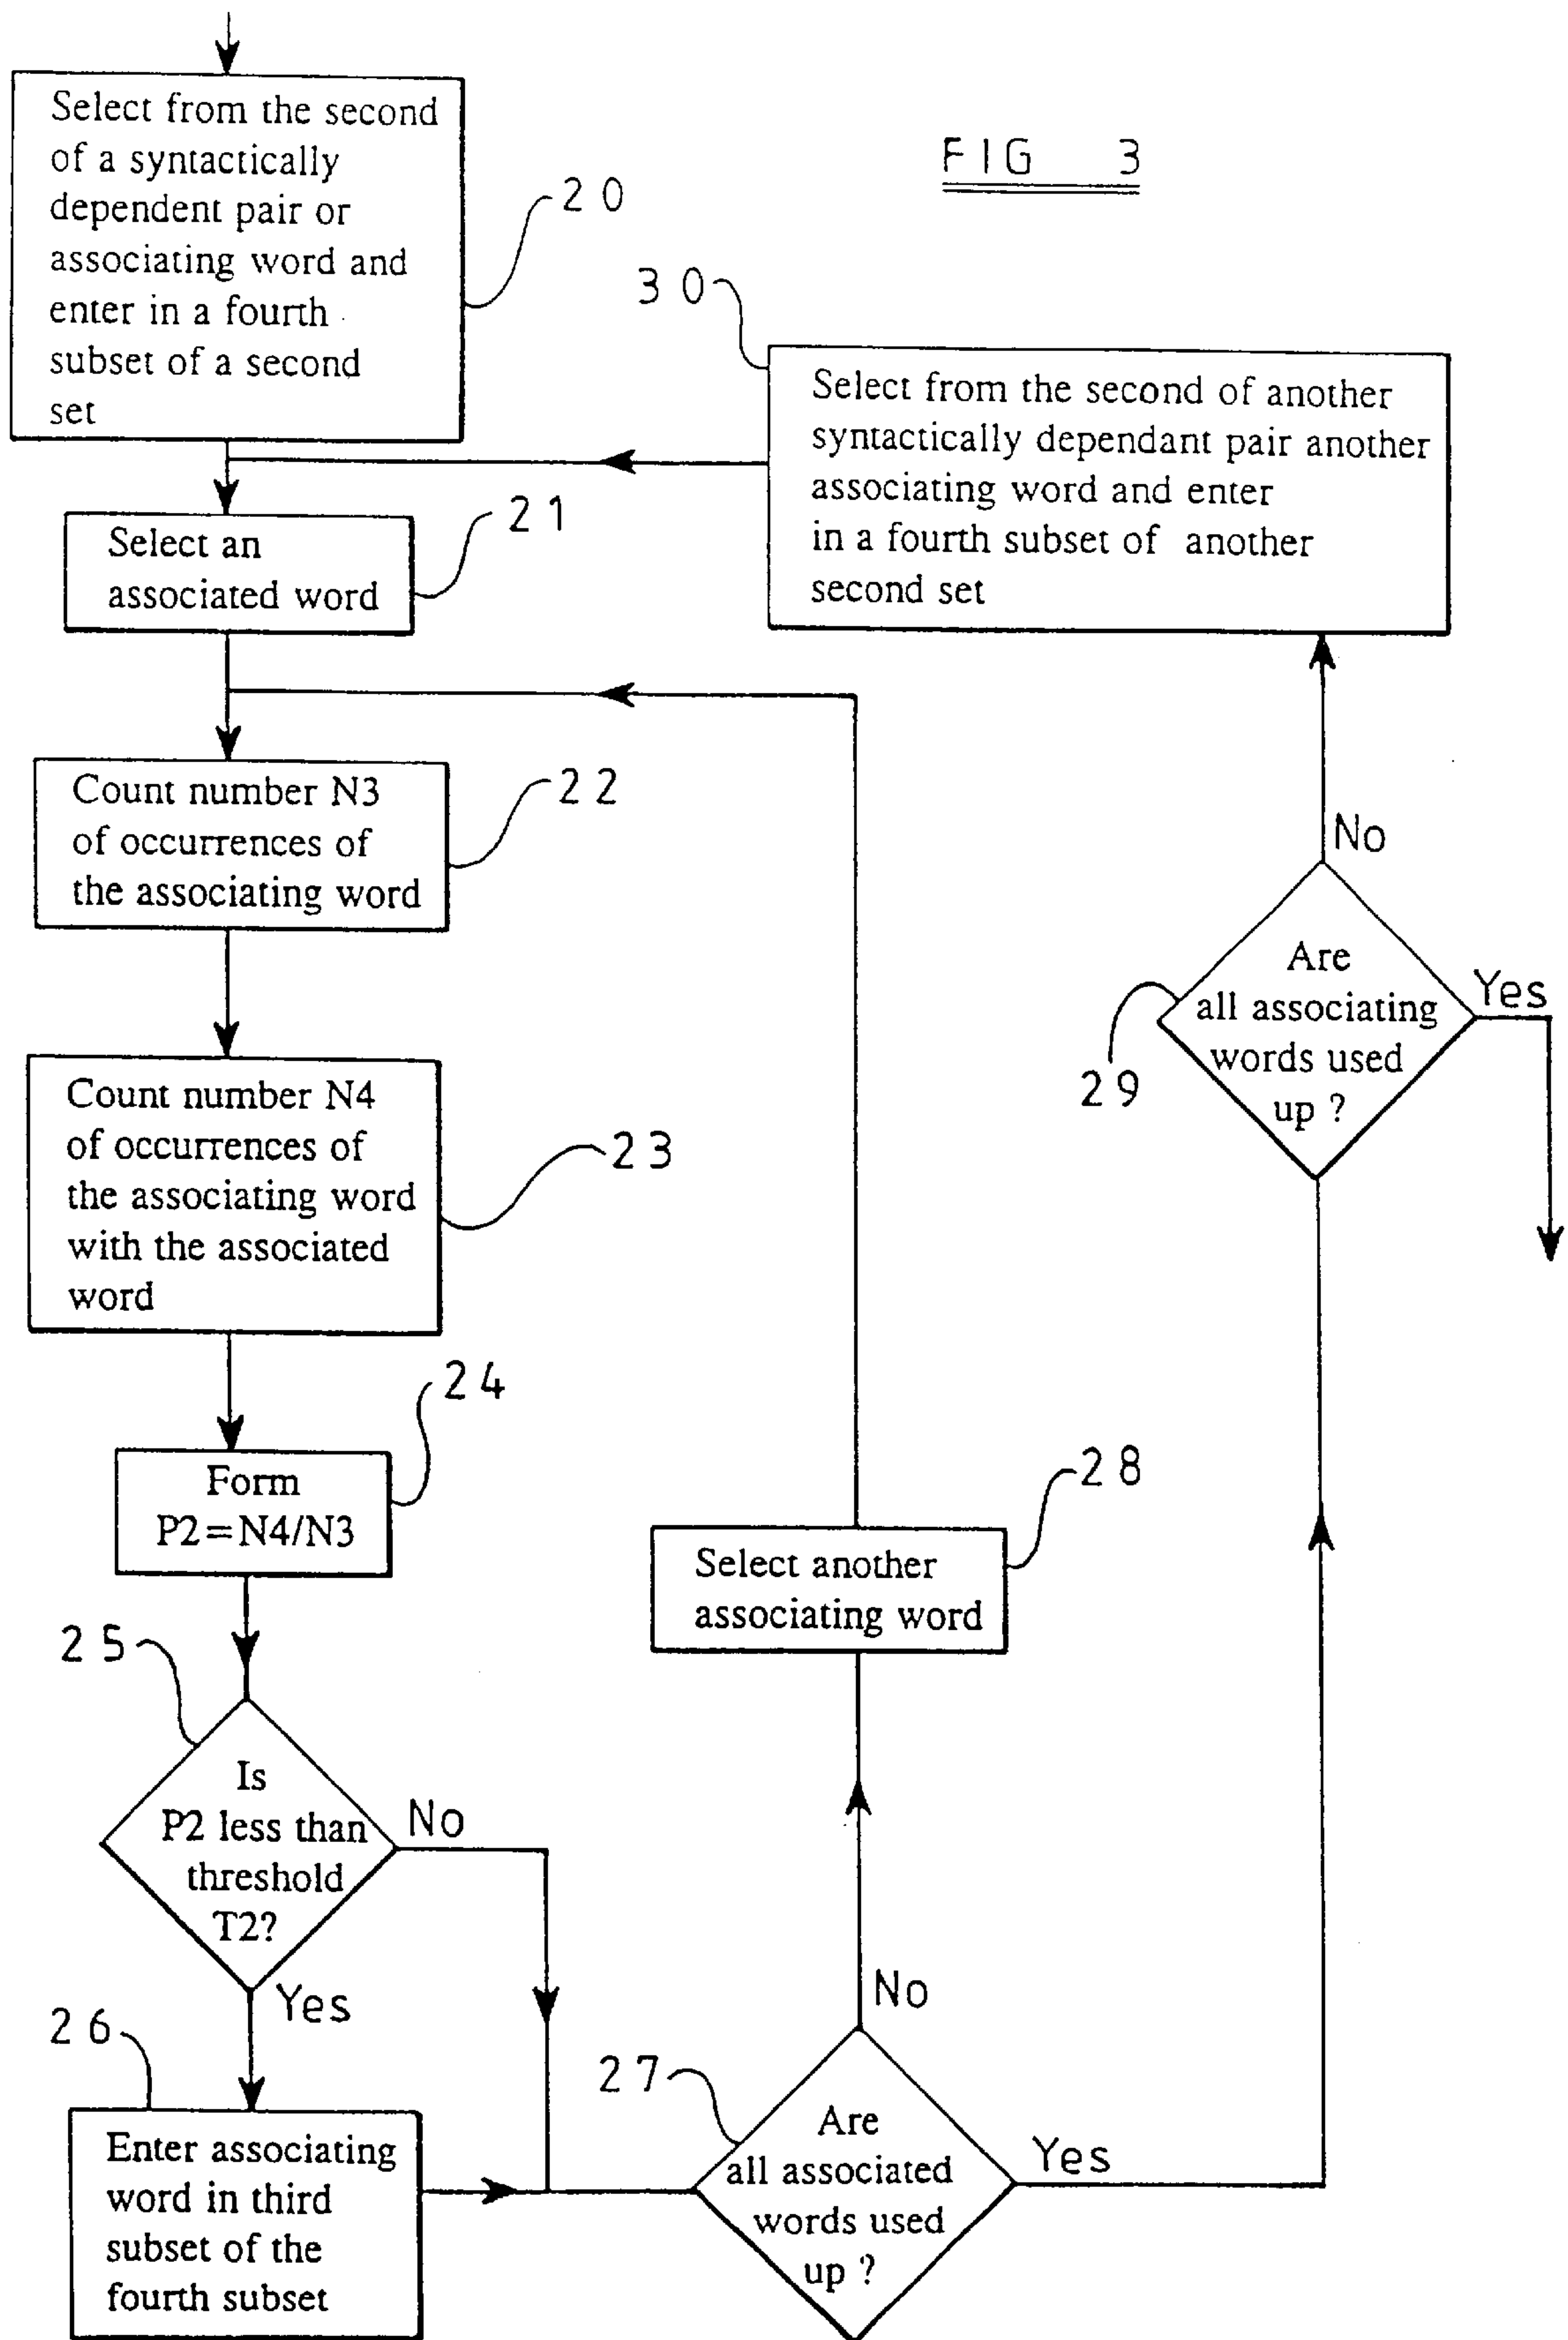 FIG 3
Select from the second
of a syntactically
dependent pair or
associating word and
enter in a fourth
subset of a second
set
20
Select an
associated word
21
Count number N3
of occurrences of
the associating word
22
Count number N4
of occurrences of
the associating word
with the associated
word
23
Form
P2=N4/N3
24
Is
P2 less than
threshold
T2?
25
No
Yes
Enter associating
word in third
subset of the
fourth subset
26
Are
all associated
words used
up ?
27
No
Yes
Select another
associating word
28
Are
all associating
words used
up ?
29
No
Yes
Select from the second of another
syntactically dependant pair another
associating word and enter
in a fourth subset of another
second set
30